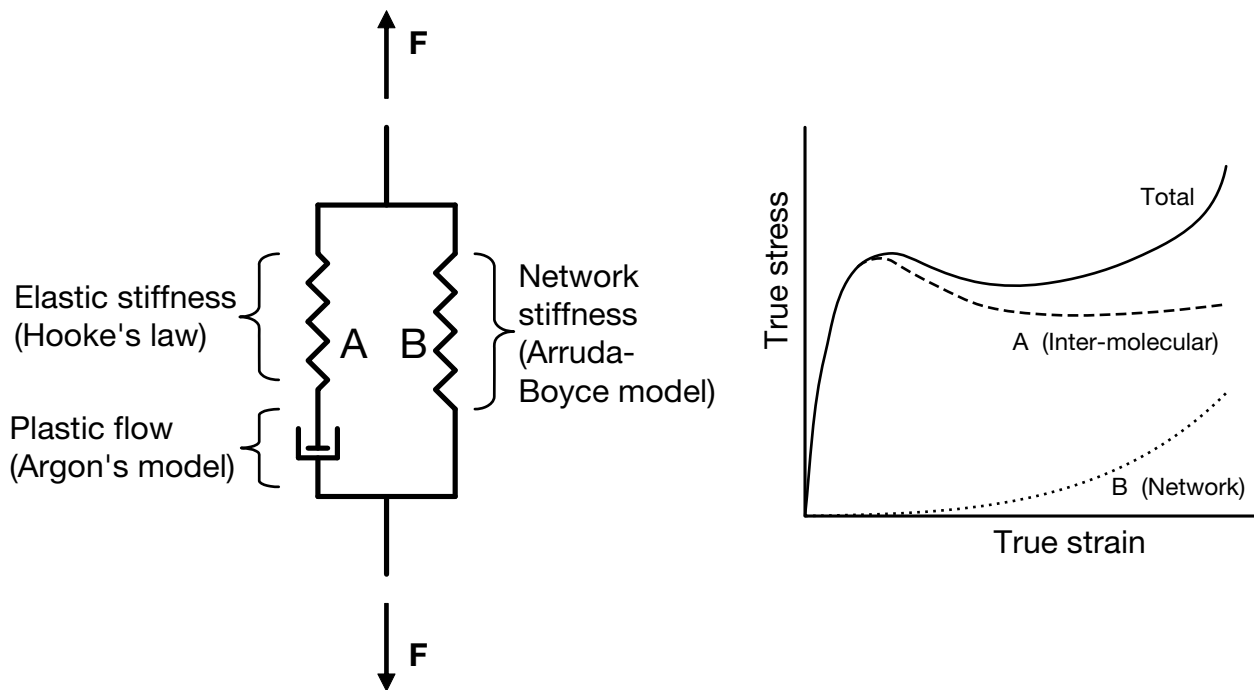 F
Elastic stiffness
(Hooke's law)
A
B
Network
stiffness
(Arruda-
Boyce model)
Plastic flow
(Argon's model)
F
True stress
Total
A (Inter-molecular)
B (Network)
True strain